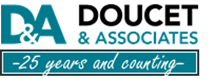 D&A DOUCET
& ASSOCIATES
-25 years and counting-